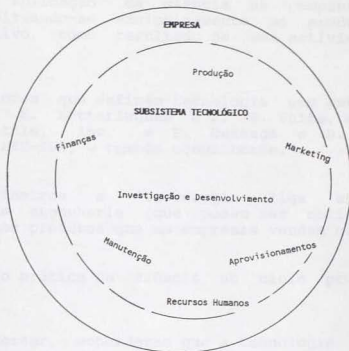 EMPRESA
Produção
SUBSISTEMA TECNOLÓGICO
Finanças
Marketing
Investigação e Desenvolvimento
Manutenção
Aprovisionamentos
Recursos Humanos